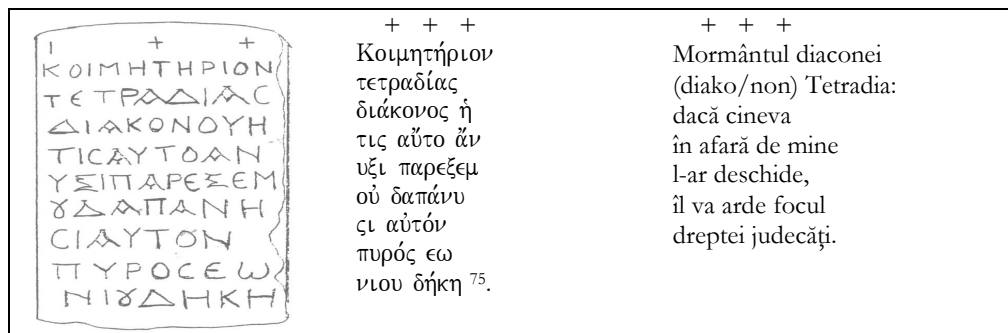 Ι + +
ΚΟΙΜΗΤΗΡΙΟΝ
ΤΕΤΡΑΔΙΑC
ΔΙΑΚΟΝΟΥΗ
ΤΙCΑΥΤΟΑΝ
ΥΞΙΠΑΡΕΞΕΜ
ȢΔΑΠΑΝΗ
CΙΑΥΤΟΝ
ΠΥΡΟCΕω
ΝΙȢΔΗΚΗ
+ + +
Κοιμητήριον
τετραδίας
διάκονος ἡ
τις αὔτο ἄν
υξι παρεξεμ
οὐ δαπάνυ
ςι αὐτόν
πυρός εω
νιου δήκη 75.
+ + +
Mormântul diaconei
(diako/non) Tetradia:
dacă cineva
în afară de mine
l-ar deschide,
îl va arde focul
dreptei judecăți.